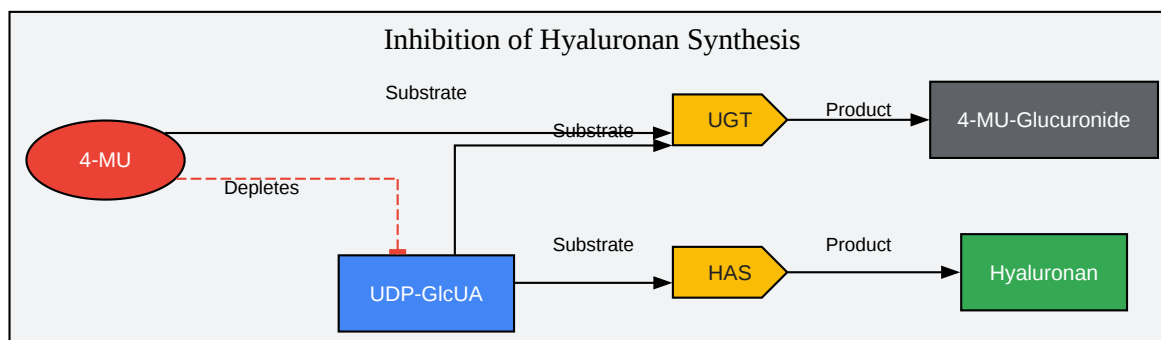 Inhibition of Hyaluronan Synthesis
Substrate
Substrate
UGT
Product
4-MU-Glucuronide
4-MU
Depletes
Substrate
HAS
Product
Hyaluronan
UDP-GlcUA